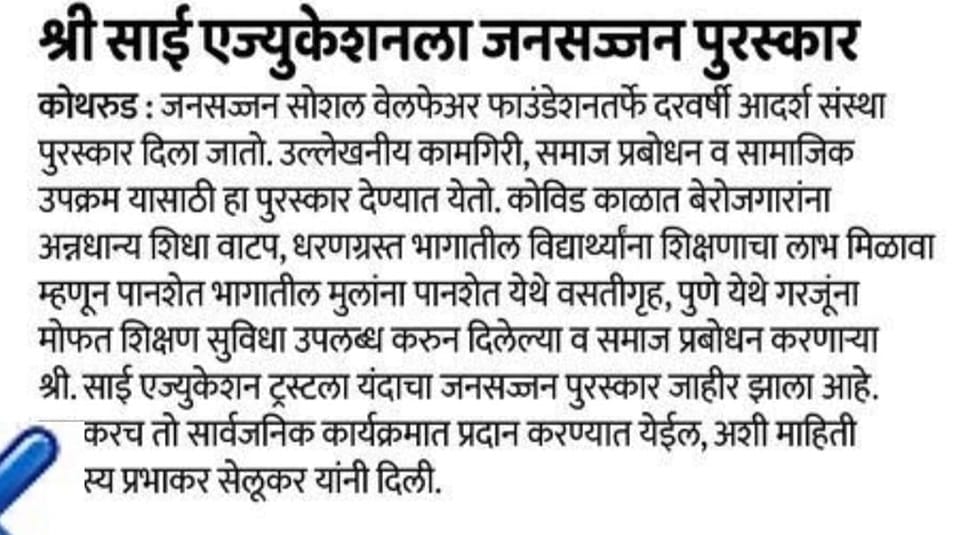 श्री साई एज्युकेशनला जनसज्जन पुरस्कार
कोथरुड : जनसज्जन सोशल वेलफेअर फाउंडेशनतर्फे दरवर्षी आदर्श संस्था
पुरस्कार दिला जातो. उल्लेखनीय कामगिरी, समाज प्रबोधन व सामाजिक
उपक्रम यासाठी हा पुरस्कार देण्यात येतो. कोविड काळात बेरोजगारांना
अन्नधान्य शिधा वाटप, धरणग्रस्त भागातील विद्यार्थ्यांना शिक्षणाचा लाभ मिळावा
म्हणून पानशेत भागातील मुलांना पानशेत येथे वसतीगृह, पुणे येथे गरजूंना
मोफत शिक्षण सुविधा उपलब्ध करुन दिलेल्या व समाज प्रबोधन करणाऱ्या
श्री. साई एज्युकेशन ट्रस्टला यंदाचा जनसज्जन पुरस्कार जाहीर झाला आहे.
करच तो सार्वजनिक कार्यक्रमात प्रदान करण्यात येईल, अशी माहिती
स्य प्रभाकर सेलूकर यांनी दिली.